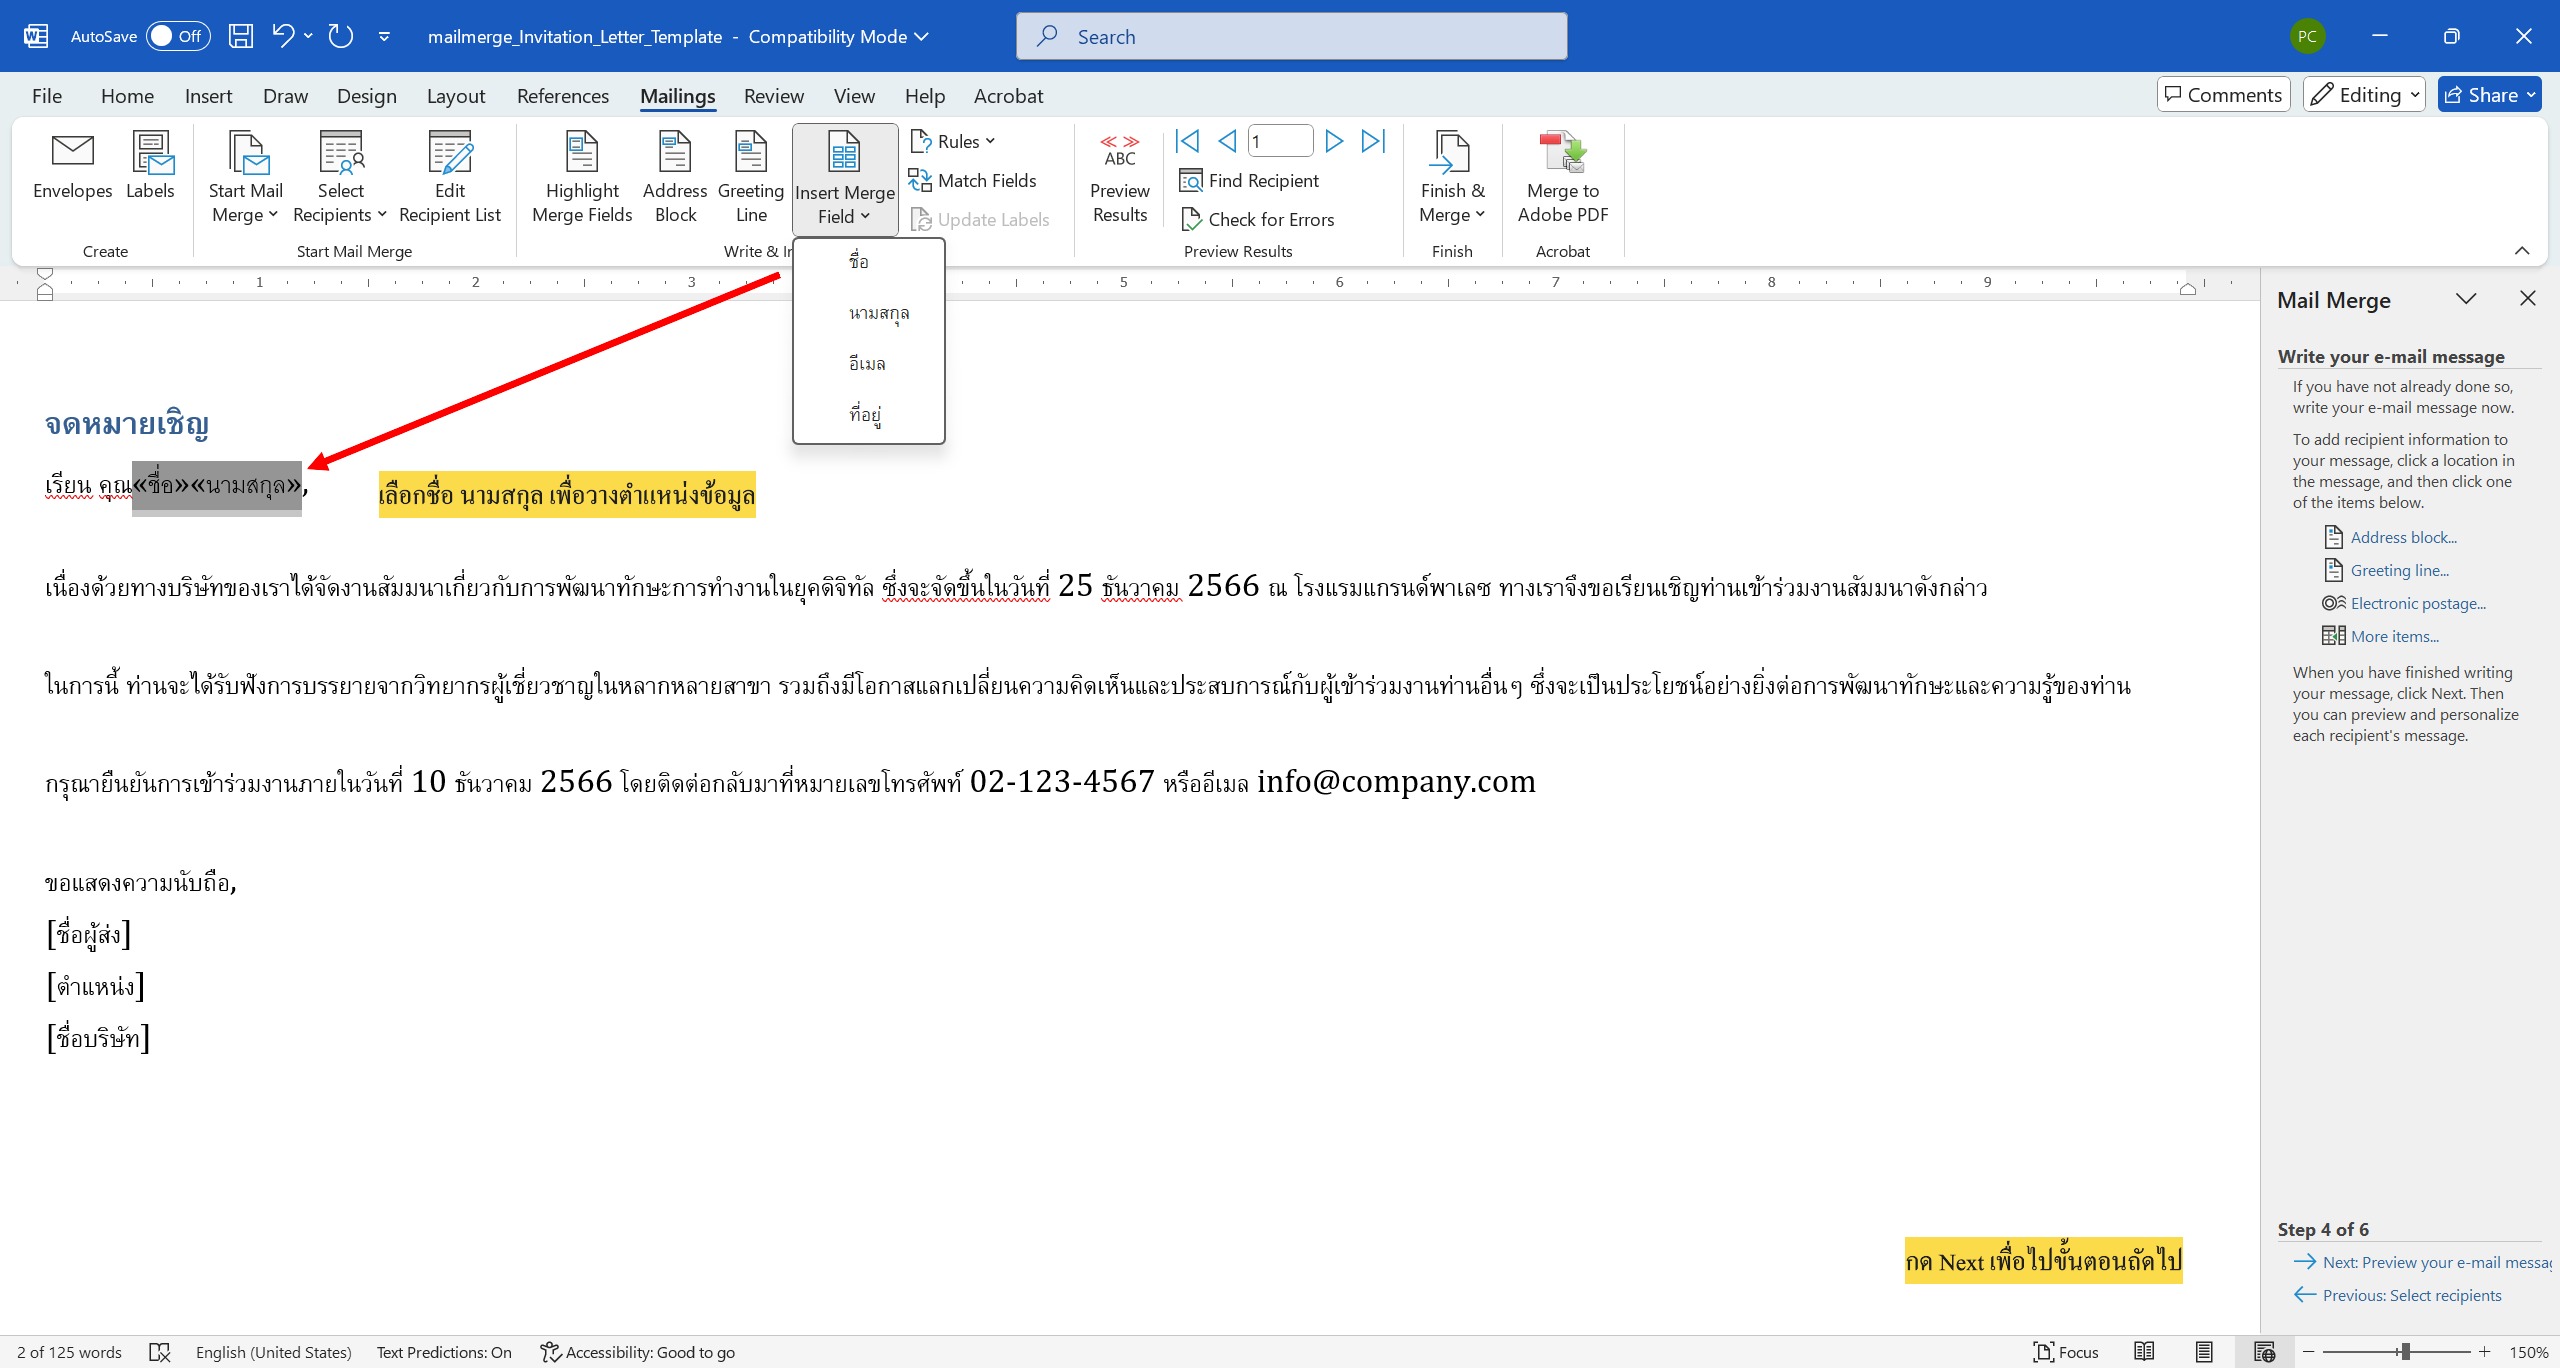 AutoSave Off mailmerge_Invitation_Letter_Template - Compatibility Mode Search PC
File Home Insert Draw Design Layout References Mailings Review View Help Acrobat Comments Editing Share
Envelopes
Labels
Create
Start Mail
Merge
Select
Recipients
Edit
Recipient List
Start Mail Merge
Highlight
Merge Fields
Address
Block
Greeting
Line
Insert Merge
Field
Rules
Match Fields
Update Labels
Write & In
ABC
Preview
Results
1
Find Recipient
Check for Errors
Preview Results
Finish &
Merge
Finish
Merge to
Adobe PDF
Acrobat
ชื่อ
นามสกุล
อีเมล
ที่อยู่
1 2 3 5 6 7 8 9
จดหมายเชิญ
เรียน คุณ«ชื่อ»«นามสกุล»,
เลือกชื่อ นามสกุล เพื่อวางตำแหน่งข้อมูล
เนื่องด้วยทางบริษัทของเราได้จัดงานสัมมนาเกี่ยวกับการพัฒนาทักษะการทำงานในยุคดิจิทัล ซึ่งจะจัดขึ้นในวันที่ 25 ธันวาคม 2566 ณ โรงแรมแกรนด์พาเลซ ทางเราจึงขอเรียนเชิญท่านเข้าร่วมงานสัมมนาดังกล่าว
ในการนี้ ท่านจะได้รับฟังการบรรยายจากวิทยากรผู้เชี่ยวชาญในหลากหลายสาขา รวมถึงมีโอกาสแลกเปลี่ยนความคิดเห็นและประสบการณ์กับผู้เข้าร่วมงานท่านอื่นๆ ซึ่งจะเป็นประโยชน์อย่างยิ่งต่อการพัฒนาทักษะและความรู้ของท่าน
กรุณายืนยันการเข้าร่วมงานภายในวันที่ 10 ธันวาคม 2566 โดยติดต่อกลับมาที่หมายเลขโทรศัพท์ 02-123-4567 หรืออีเมล info@company.com
ขอแสดงความนับถือ,
[ชื่อผู้ส่ง]
[ตำแหน่ง]
[ชื่อบริษัท]
กด Next เพื่อไปขั้นตอนถัดไป
Mail Merge
Write your e-mail message
If you have not already done so,
write your e-mail message now.
To add recipient information to
your message, click a location in
the message, and then click one
of the items below.
Address block...
Greeting line...
Electronic postage...
More items...
When you have finished writing
your message, click Next. Then
you can preview and personalize
each recipient's message.
Step 4 of 6
Next: Preview your e-mail messag
Previous: Select recipients
2 of 125 words English (United States) Text Predictions: On Accessibility: Good to go Focus 150%